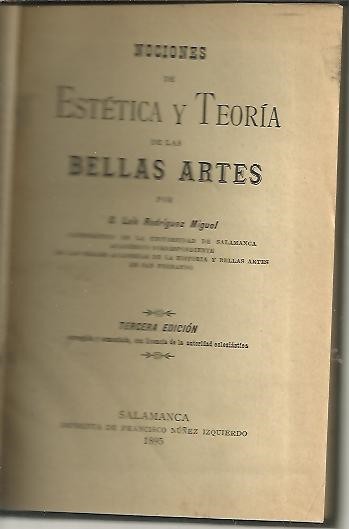 NOCIONES
DE
ESTÉTICA Y TEORÍA
DE LAS
BELLAS ARTES
POR
D. Luis Rodríguez Miguel
CATEDRÁTICO DE LA UNIVERSIDAD DE SALAMANCA
ACADÉMICO CORRESPONDIENTE
DE LAS REALES ACADEMIAS DE LA HISTORIA Y BELLAS ARTES
DE SAN FERNANDO
TERCERA EDICIÓN
corregida y aumentada, con licencia de la autoridad eclesiástica
SALAMANCA
IMPRENTA DE FRANCISCO NÚÑEZ IZQUIERDO
1895